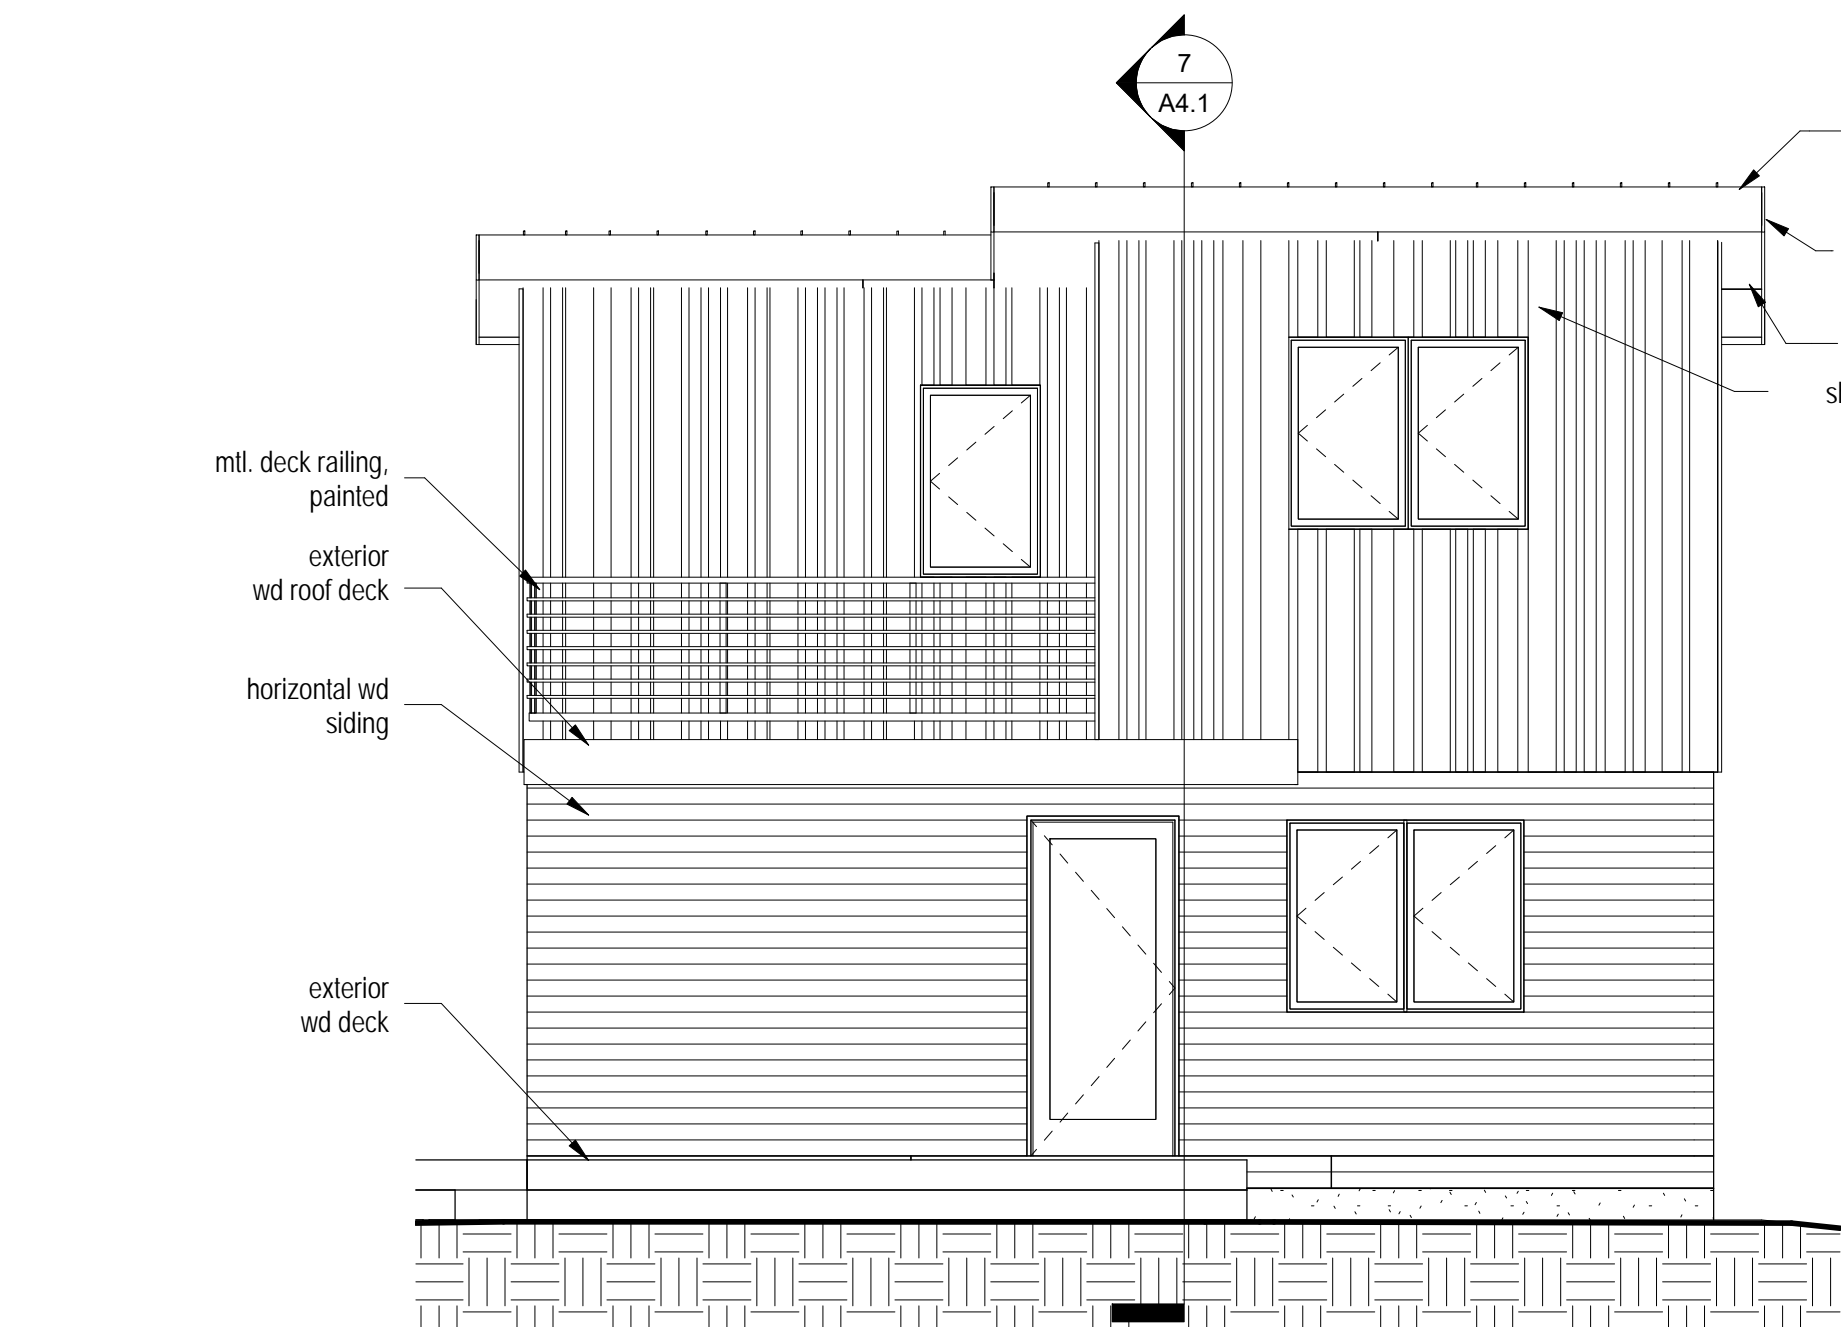 7
A4.1
mtl. deck railing,
painted
exterior
wd roof deck
horizontal wd
siding
exterior
wd deck